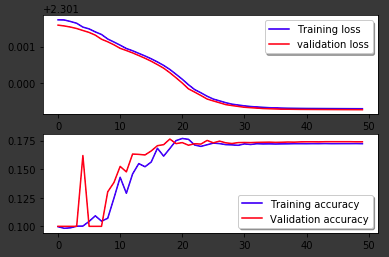 +2.301
Training loss
validation loss
0.001
0.000
0 10 20 30 40 50
0.175
0.150
0.125
0.100
Training accuracy
Validation accuracy
0 10 20 30 40 50